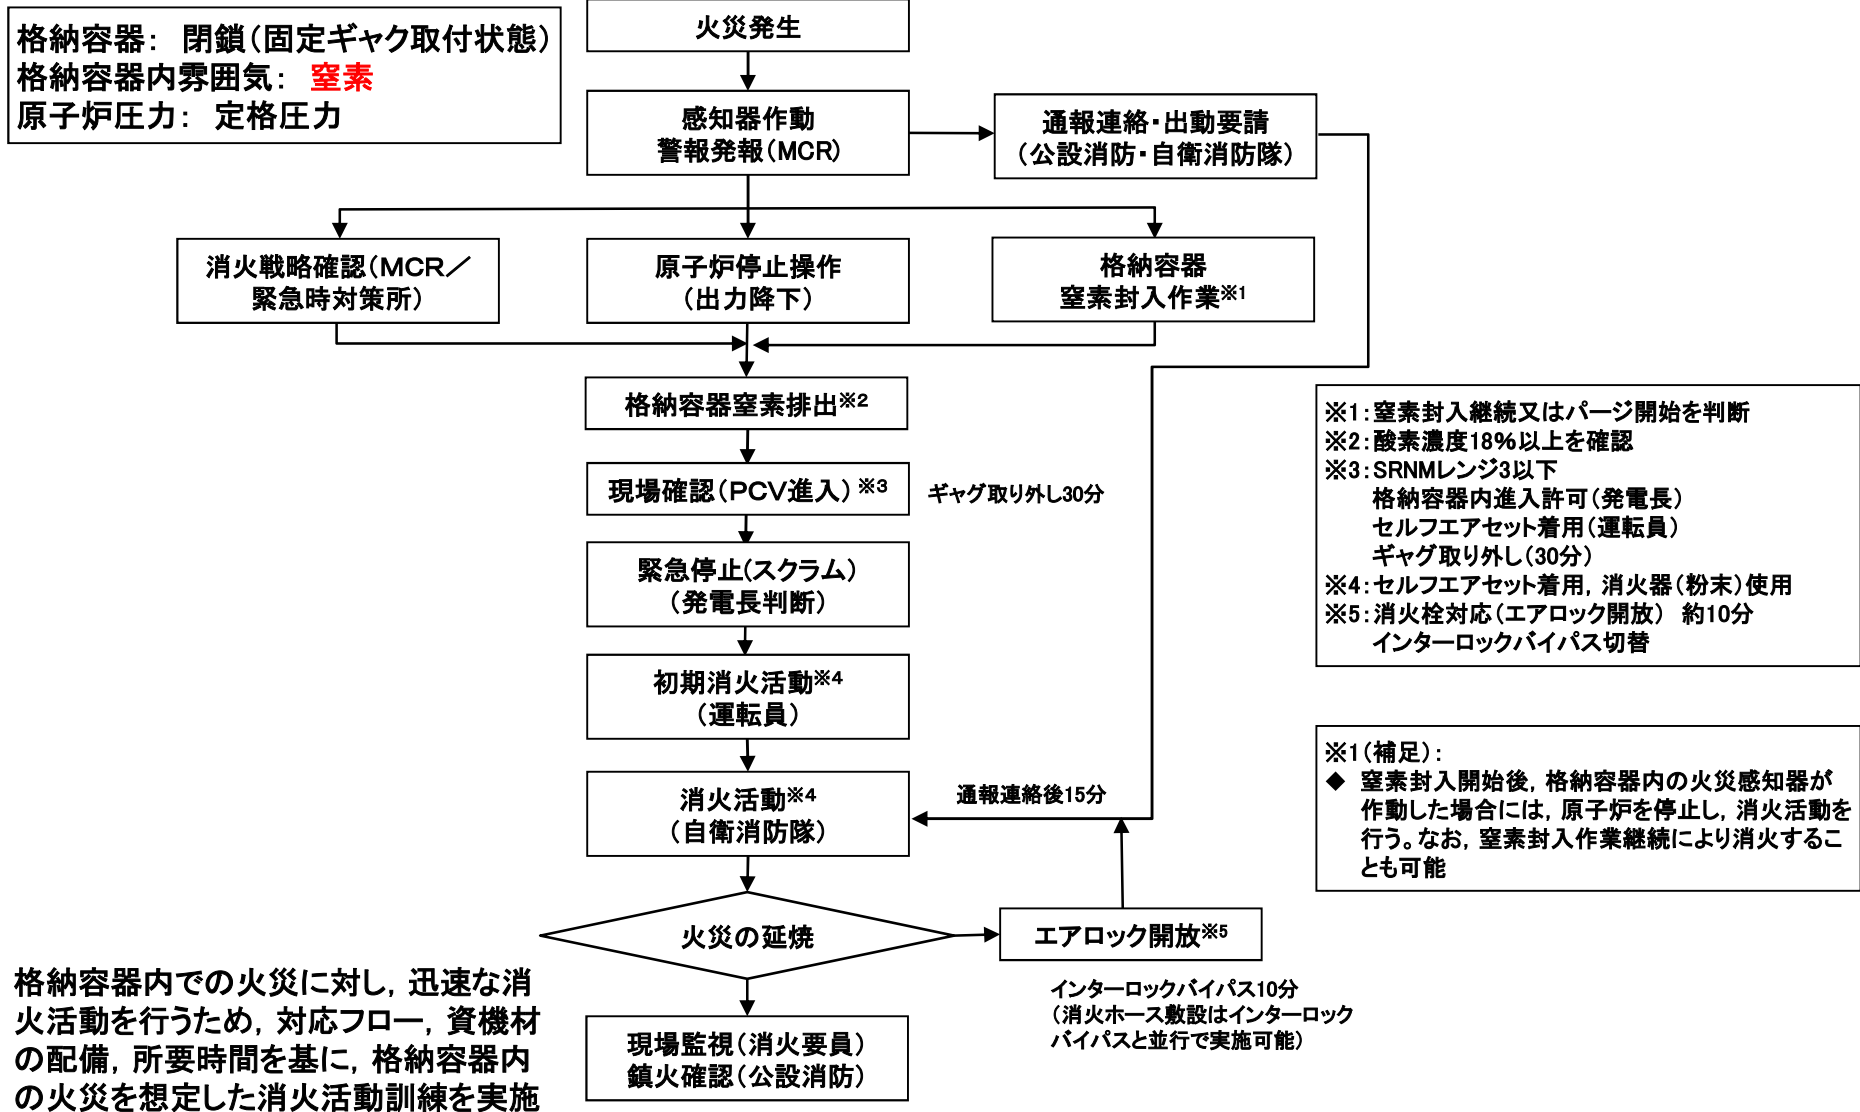 格納容器： 閉鎖（固定ギャク取付状態）
格納容器内雰囲気： 窒素
原子炉圧力： 定格圧力
火災発生
感知器作動
警報発報（MCR）
通報連絡・出動要請
（公設消防・自衛消防隊）
消火戦略確認（MCR／
緊急時対策所）
原子炉停止操作
（出力降下）
格納容器
窒素封入作業※1
格納容器窒素排出※2
現場確認（PCV進入）※3
ギャグ取り外し30分
緊急停止（スクラム）
（発電長判断）
初期消火活動※4
（運転員）
消火活動※4
（自衛消防隊）
通報連絡後15分
火災の延焼
エアロック開放※5
インターロックバイパス10分
（消火ホース敷設はインターロック
バイパスと並行で実施可能）
現場監視（消火要員）
鎮火確認（公設消防）
※1：窒素封入継続又はパージ開始を判断
※2：酸素濃度18%以上を確認
※3：SRNMレンジ3以下
格納容器内進入許可（発電長）
セルフエアセット着用（運転員）
ギャグ取り外し（30分）
※4：セルフエアセット着用，消火器（粉末）使用
※5：消火栓対応（エアロック開放） 約10分
インターロックバイパス切替
※1（補足）：
◆ 窒素封入開始後，格納容器内の火災感知器が
作動した場合には，原子炉を停止し，消火活動を
行う。なお，窒素封入作業継続により消火するこ
とも可能
格納容器内での火災に対し，迅速な消
火活動を行うため，対応フロー，資機材
の配備，所要時間を基に，格納容器内
の火災を想定した消火活動訓練を実施